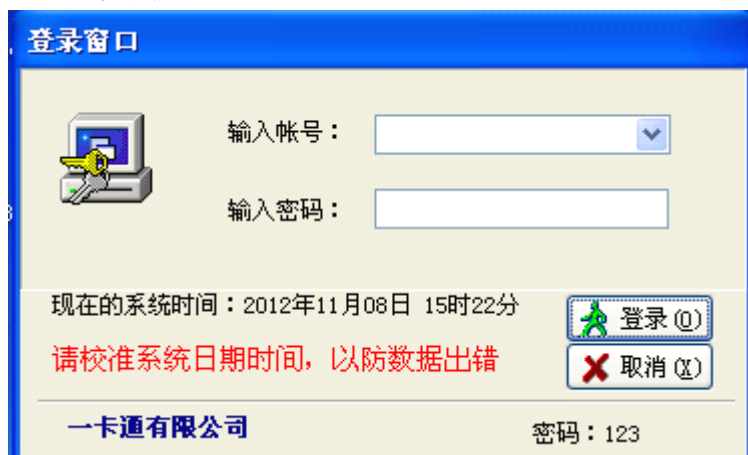 登录窗口
输入帐号：
输入密码：
现在的系统时间：2012年11月08日 15时22分
登录(O)
请校准系统日期时间，以防数据出错
取消(X)
一卡通有限公司
密码：123